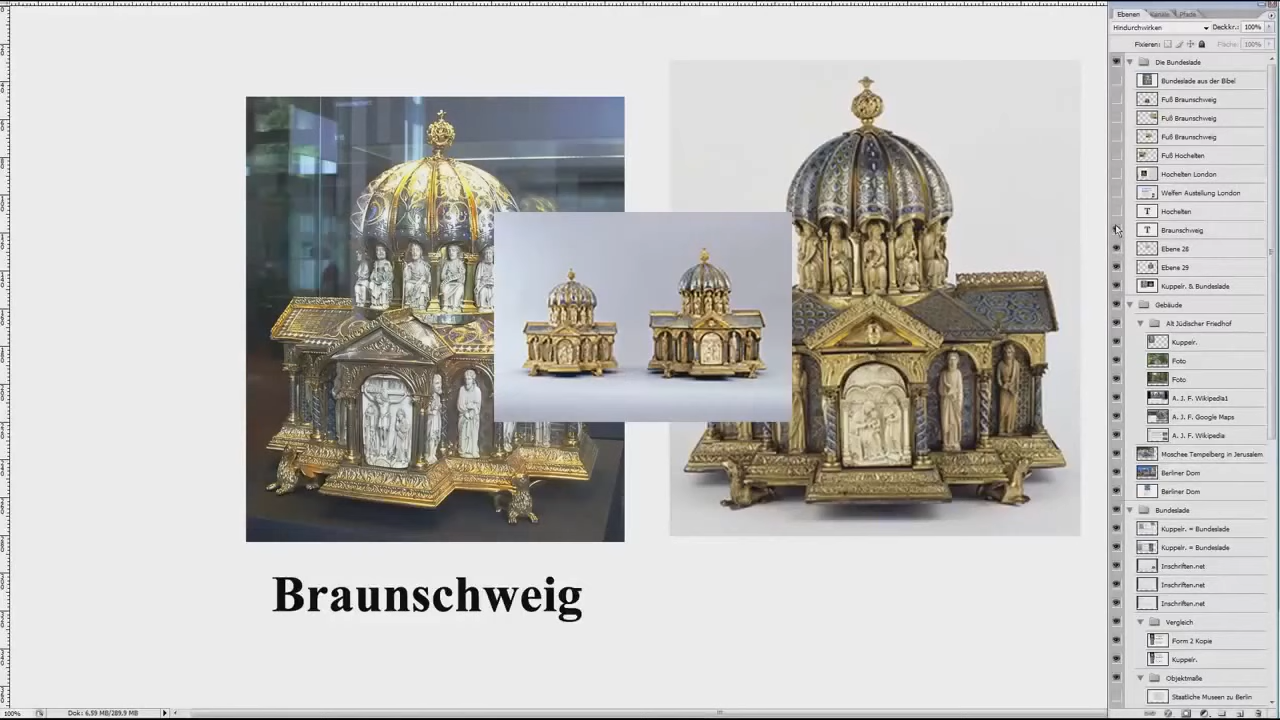 Ebenen Kanäle Pfade
Hindurchwirken Deckkr.: 100%
Fixieren: Fläche: 100%
Die Bundeslade
Bundeslade aus der Bibel
Fuß Braunschweig
Fuß Braunschweig
Fuß Braunschweig
Fuß Hochelten
Hochelten London
Welfen Austellung London
T Hochelten
T Braunschweig
Ebene 28
Ebene 29
Kuppelr. & Bundeslade
Gebäude
Alt Jüdischer Friedhof
Kuppelr.
Foto
Foto
A. J. F. Wikipedia1
A. J. F. Google Maps
A. J. F. Wikipedia
Moschee Tempelberg in Jerusalem
Berliner Dom
Berliner Dom
Bundeslade
Kuppelr. = Bundeslade
Kuppelr. = Bundeslade
Inschriften.net
Inschriften.net
Inschriften.net
Vergleich
Form 2 Kopie
Kuppelr.
Objektmaße
Staatliche Museen zu Berlin
Braunschweig
100% Dok: 6,59 MB/289,9 MB